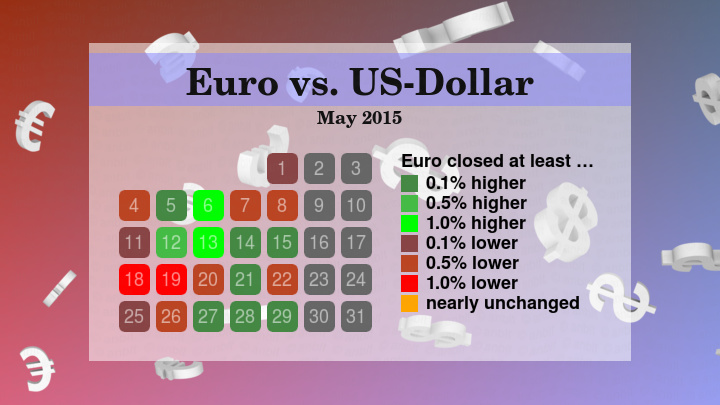 Euro vs. US-Dollar
May 2015
1 2 3
4 5 6 7 8 9 10
11 12 13 14 15 16 17
18 19 20 21 22 23 24
25 26 27 28 29 30 31
Euro closed at least …
0.1% higher
0.5% higher
1.0% higher
0.1% lower
0.5% lower
1.0% lower
nearly unchanged